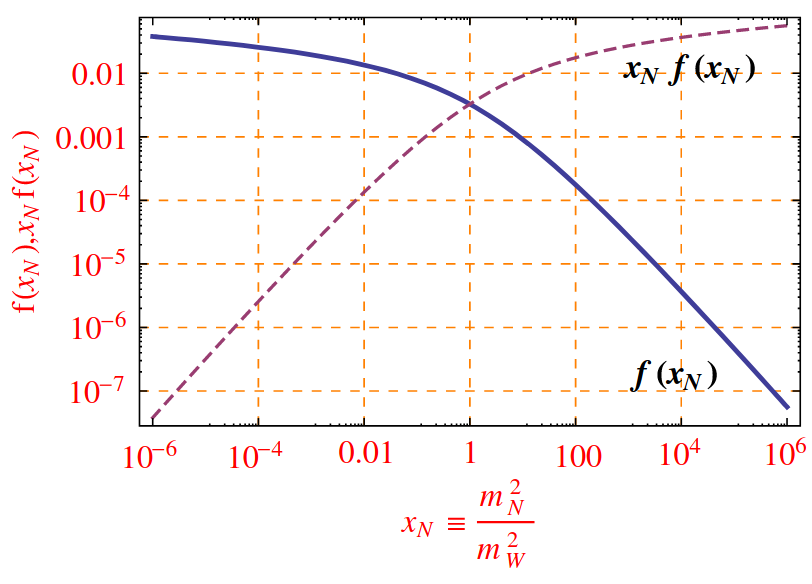 0.01
0.001
10⁻⁴
10⁻⁵
10⁻⁶
10⁻⁷
f(x_N),x_N f(x_N)
x_N f (x_N)
f (x_N)
10⁻⁶ 10⁻⁴ 0.01 1 100 10⁴ 10⁶
x_N ≡ m_N² / m_W²